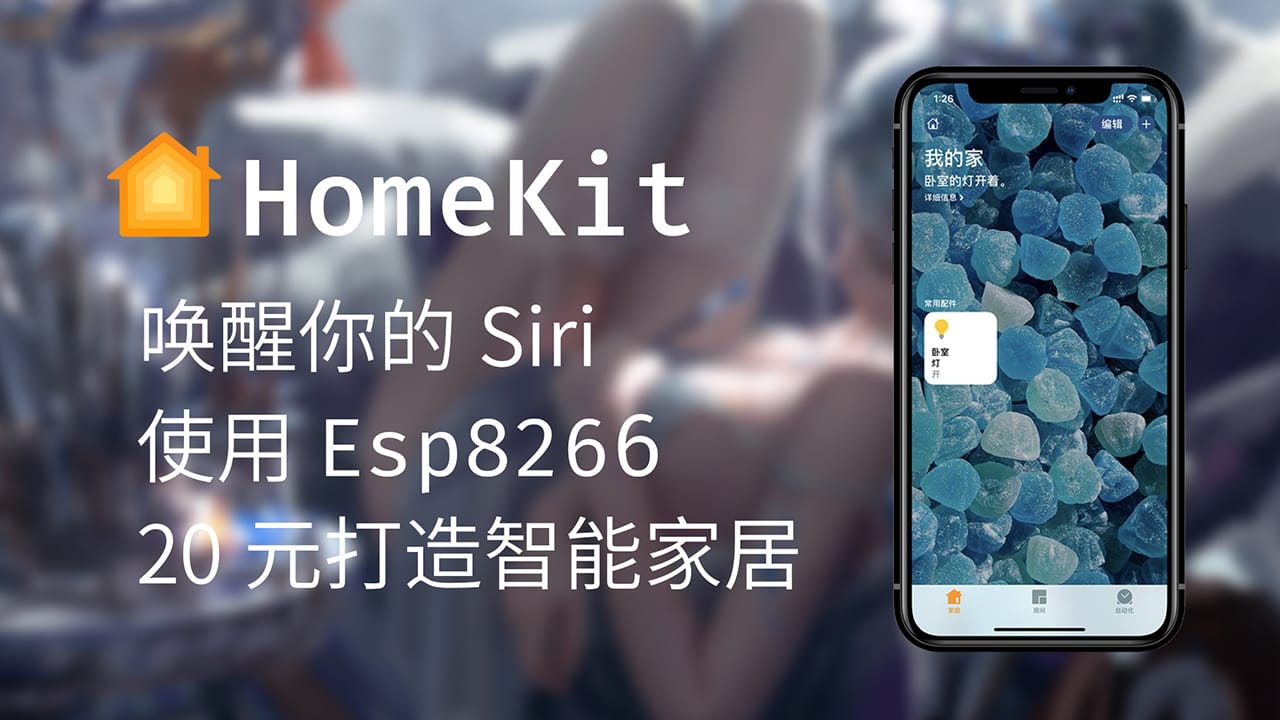 HomeKit
唤醒你的 Siri
使用 Esp8266
20 元打造智能家居
1:26
编辑
我的家
卧室的灯开着。
详细信息
常用配件
卧室
灯
开
家庭
房间
自动化